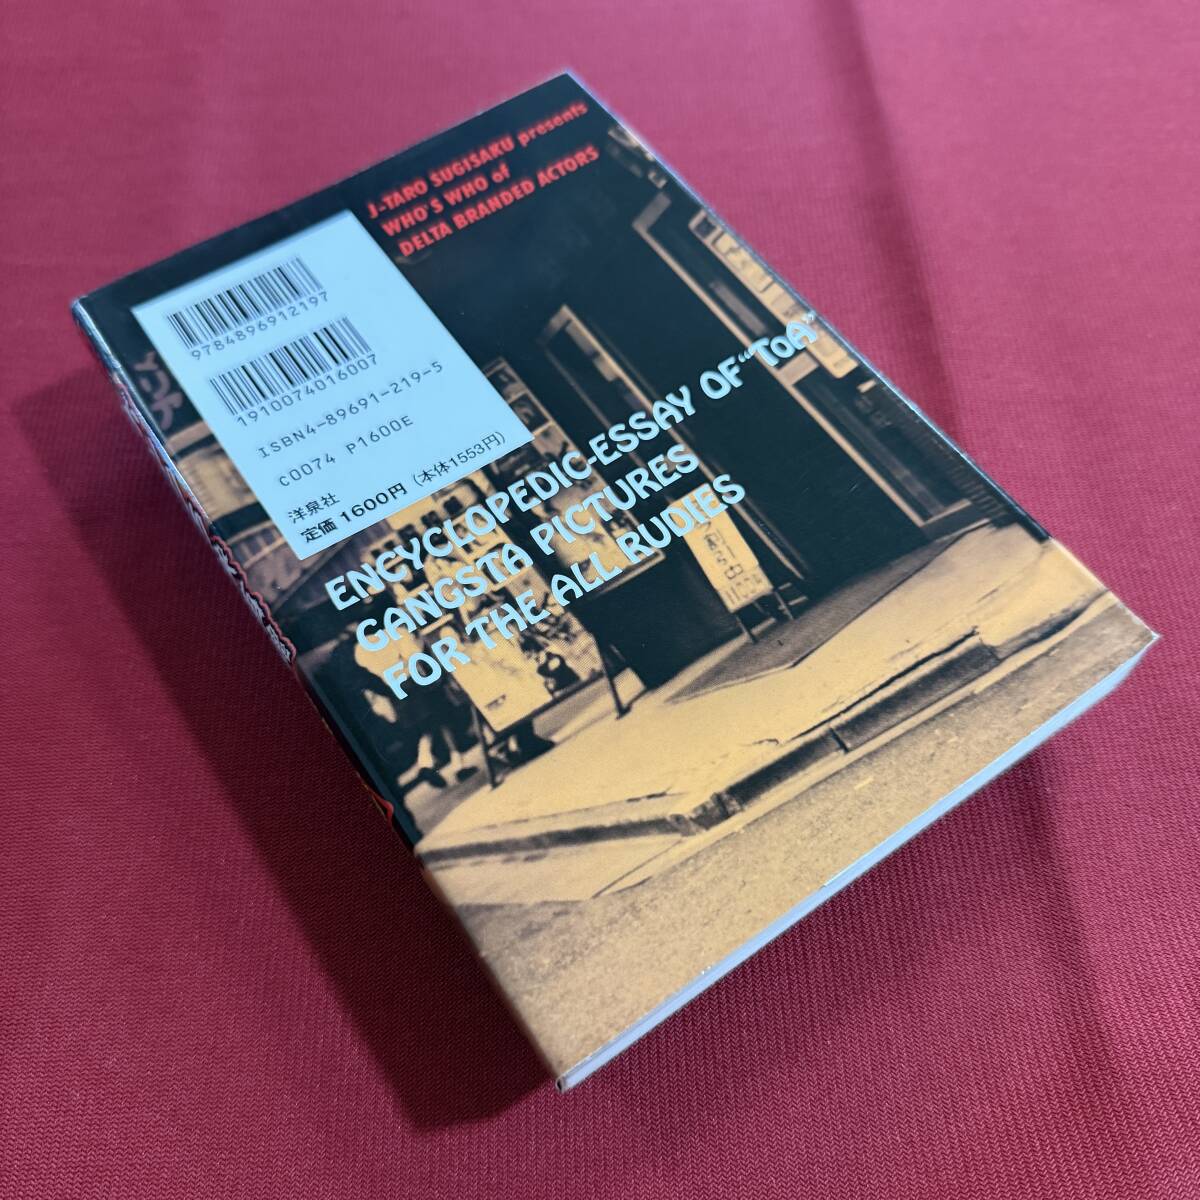 J-TARO SUGISAKU presents
WHO'S WHO of
DELTA BRANDED ACTORS
9784896912197
1910074016007
ISBN4-89691-219-5
C0074 P1600E
洋泉社
定価 1600円 (本体1553円)
ENCYCLOPEDIC-ESSAY OF “ToA”
GANGSTA PICTURES
FOR THE ALL RUDIES